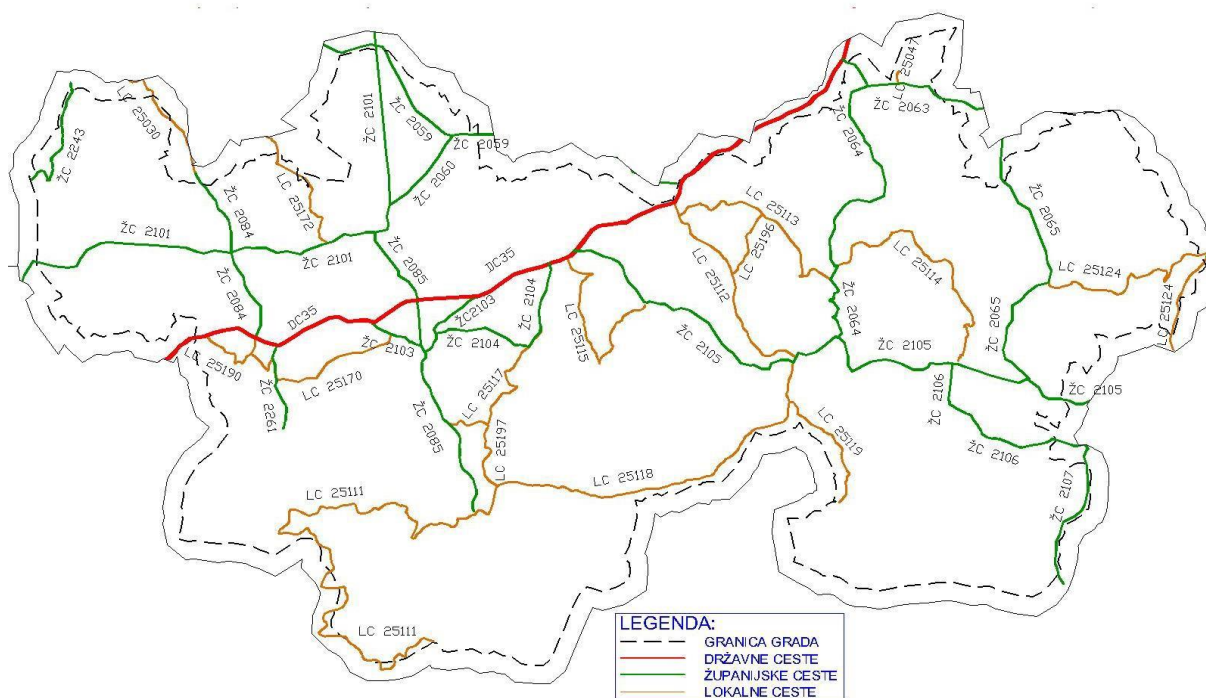 LC 25047
LC 25030
ŽC 2101
ŽC 2059
ŽC 2063
ŽC 2243
ŽC 2059
ŽC 2064
ŽC 2060
LC 25172
ŽC 2084
LC 25113
ŽC 2065
ŽC 2101
ŽC 2101
LC 25196
ŽC 2085
DC35
LC 25114
LC 25112
LC 25124
ŽC 2084
ŽC2103
ŽC 2104
LC 25124
DC35
ŽC 2064
ŽC 2065
LC 25115
ŽC 2103
ŽC 2104
ŽC 2105
ŽC 2105
LC 25190
LC 25170
LC 25117
ŽC 2106
ŽC 2105
ŽC 2261
ŽC 2085
LC 25119
LC 25197
ŽC 2106
LC 25118
LC 25111
ŽC 2107
LC 25111
LEGENDA:
GRANICA GRADA
DRŽAVNE CESTE
ŽUPANIJSKE CESTE
LOKALNE CESTE